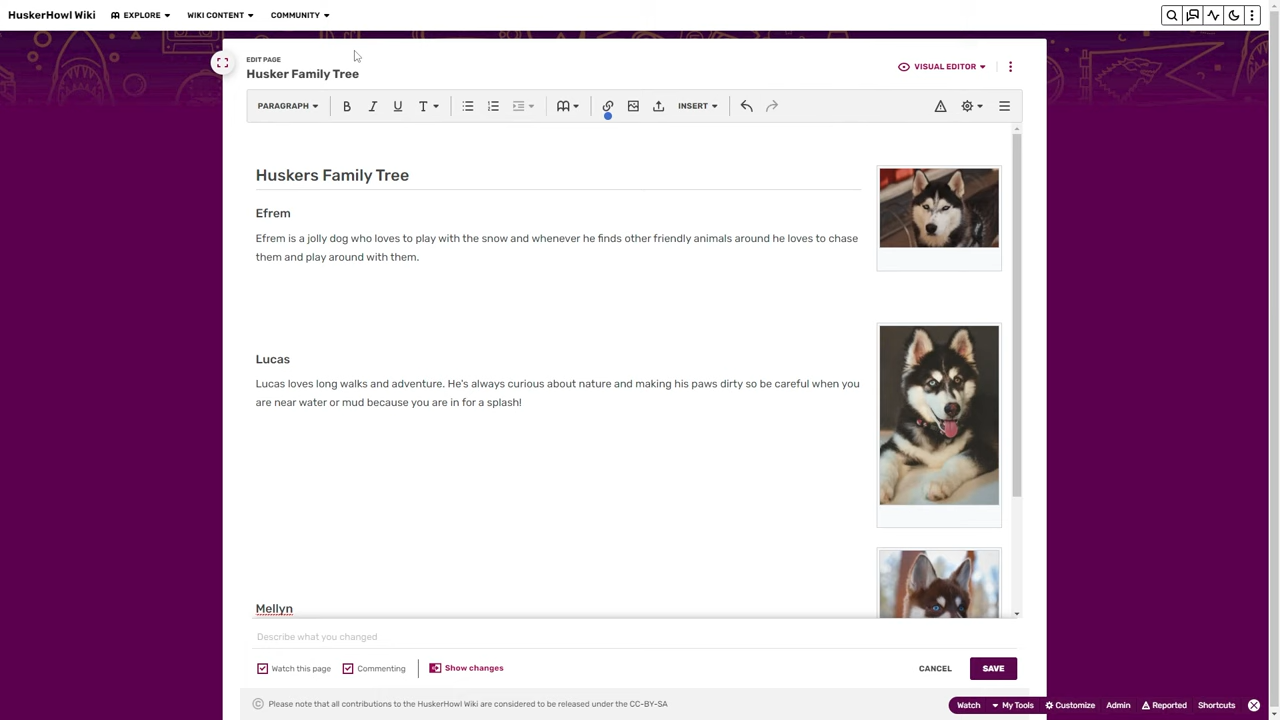 HuskerHowl Wiki
EXPLORE
WIKI CONTENT
COMMUNITY
EDIT PAGE
Husker Family Tree
VISUAL EDITOR
PARAGRAPH
B I U T
INSERT
Huskers Family Tree
Efrem
Efrem is a jolly dog who loves to play with the snow and whenever he finds other friendly animals around he loves to chase
them and play around with them.
Lucas
Lucas loves long walks and adventure. He's always curious about nature and making his paws dirty so be careful when you
are near water or mud because you are in for a splash!
Mellyn
Describe what you changed
Watch this page
Commenting
Show changes
CANCEL
SAVE
© Please note that all contributions to the HuskerHowl Wiki are considered to be released under the CC-BY-SA
Watch
My Tools
Customize
Admin
Reported
Shortcuts